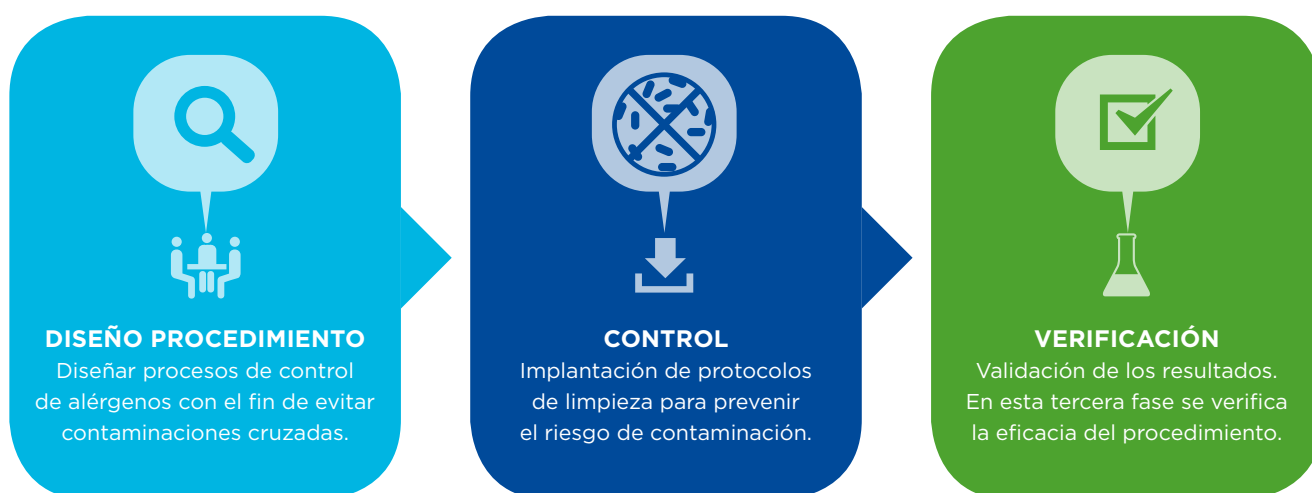 DISEÑO PROCEDIMIENTO
Diseñar procesos de control
de alérgenos con el fin de evitar
contaminaciones cruzadas.
CONTROL
Implantación de protocolos
de limpieza para prevenir
el riesgo de contaminación.
VERIFICACIÓN
Validación de los resultados.
En esta tercera fase se verifica
la eficacia del procedimiento.